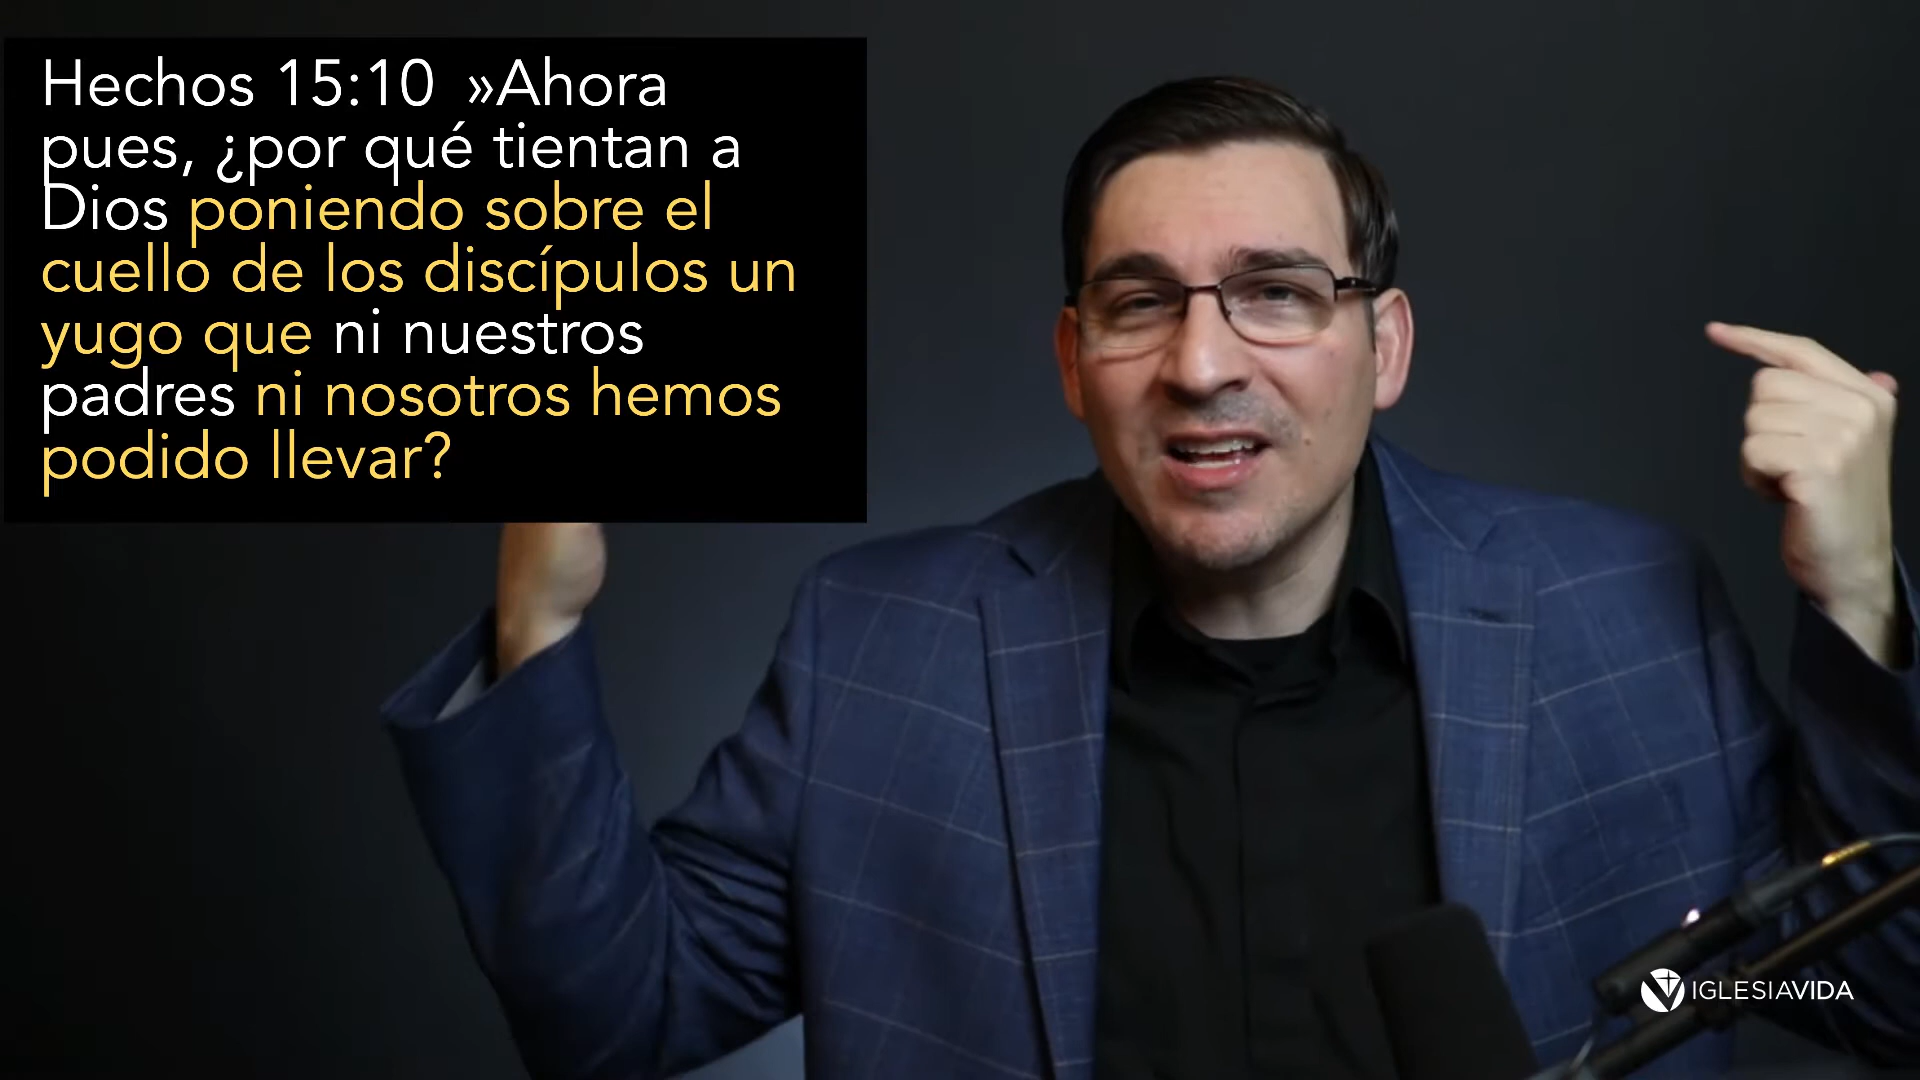 Hechos 15:10 »Ahora
pues, ¿por qué tientan a
Dios poniendo sobre el
cuello de los discípulos un
yugo que ni nuestros
padres ni nosotros hemos
podido llevar?
IGLESIAVIDA